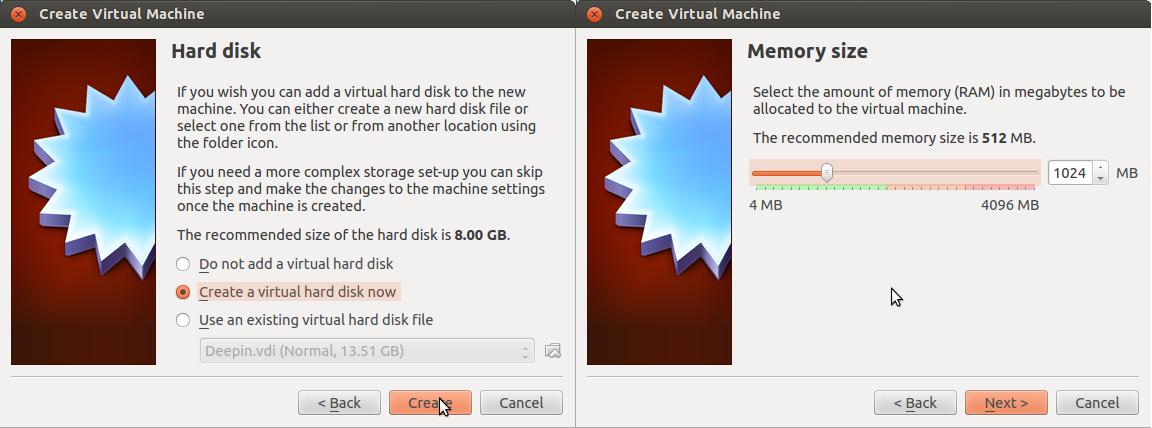 Create Virtual Machine
Hard disk
If you wish you can add a virtual hard disk to the new
machine. You can either create a new hard disk file or
select one from the list or from another location using
the folder icon.
If you need a more complex storage set-up you can skip
this step and make the changes to the machine settings
once the machine is created.
The recommended size of the hard disk is 8.00 GB.
Do not add a virtual hard disk
Create a virtual hard disk now
Use an existing virtual hard disk file
Deepin.vdi (Normal, 13.51 GB)
< Back Create Cancel
Create Virtual Machine
Memory size
Select the amount of memory (RAM) in megabytes to be
allocated to the virtual machine.
The recommended memory size is 512 MB.
1024 MB
4 MB 4096 MB
< Back Next > Cancel